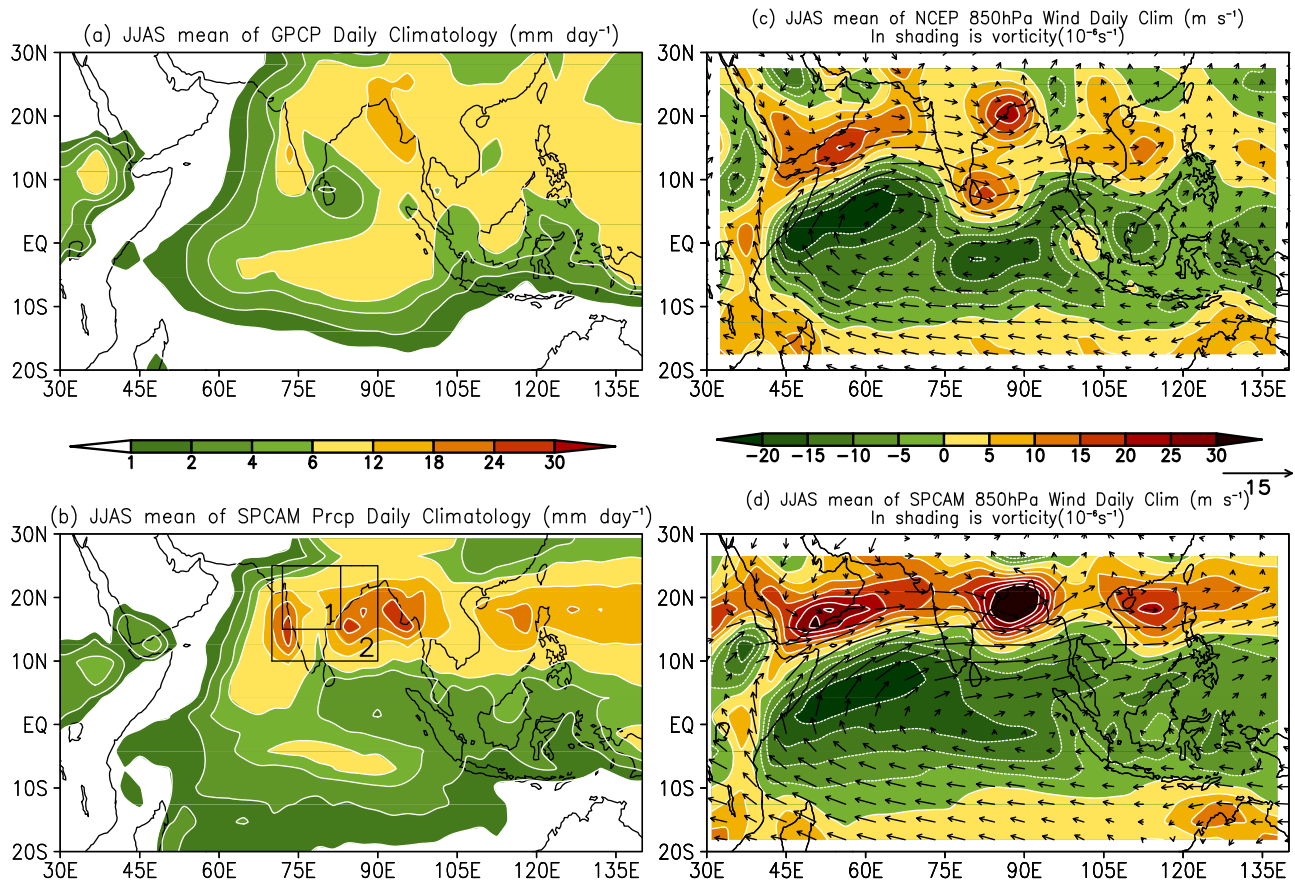 (a) JJAS mean of GPCP Daily Climatology (mm day⁻¹)
30N
20N
10N
EQ
10S
20S
30E 45E 60E 75E 90E 105E 120E 135E
(c) JJAS mean of NCEP 850hPa Wind Daily Clim (m s⁻¹)
In shading is vorticity(10⁻⁶s⁻¹)
30N
20N
10N
EQ
10S
20S
30E 45E 60E 75E 90E 105E 120E 135E
1 2 4 6 12 18 24 30
-20 -15 -10 -5 0 5 10 15 20 25 30
15
(b) JJAS mean of SPCAM Prcp Daily Climatology (mm day⁻¹)
30N
20N
10N
EQ
10S
20S
30E 45E 60E 75E 90E 105E 120E 135E
1
2
(d) JJAS mean of SPCAM 850hPa Wind Daily Clim (m s⁻¹)
In shading is vorticity(10⁻⁶s⁻¹)
30N
20N
10N
EQ
10S
20S
30E 45E 60E 75E 90E 105E 120E 135E